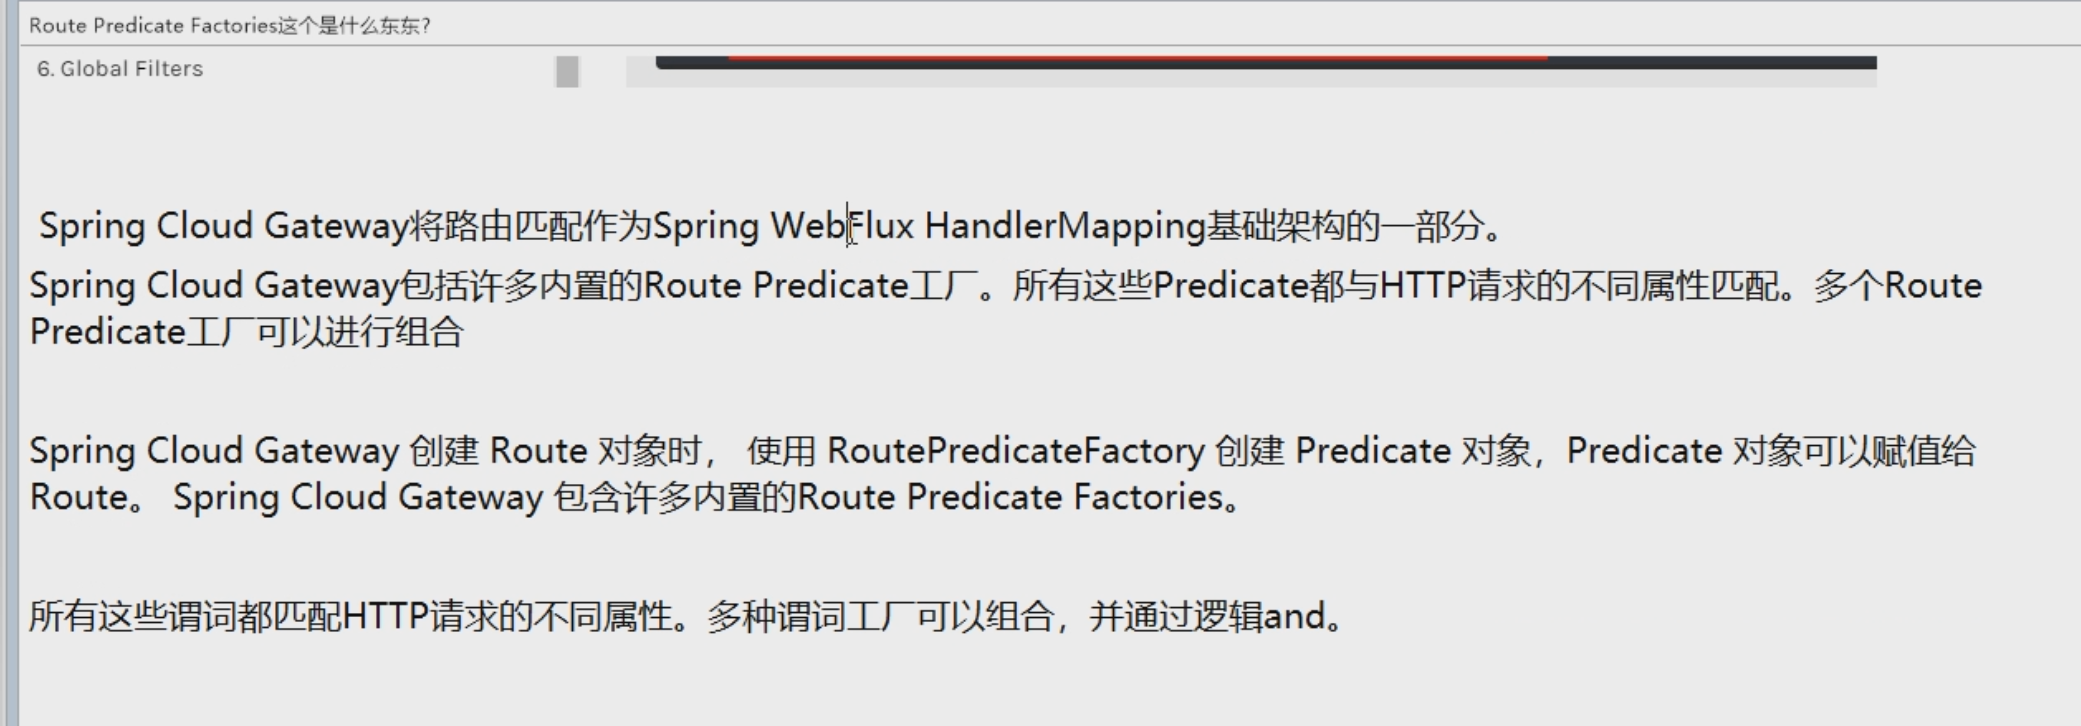 Route Predicate Factories这个是什么东东?
6. Global Filters
Spring Cloud Gateway将路由匹配作为Spring WebFlux HandlerMapping基础架构的一部分。
Spring Cloud Gateway包括许多内置的Route Predicate工厂。所有这些Predicate都与HTTP请求的不同属性匹配。多个Route
Predicate工厂可以进行组合
Spring Cloud Gateway 创建 Route 对象时， 使用 RoutePredicateFactory 创建 Predicate 对象，Predicate 对象可以赋值给
Route。 Spring Cloud Gateway 包含许多内置的Route Predicate Factories。
所有这些谓词都匹配HTTP请求的不同属性。多种谓词工厂可以组合，并通过逻辑and。